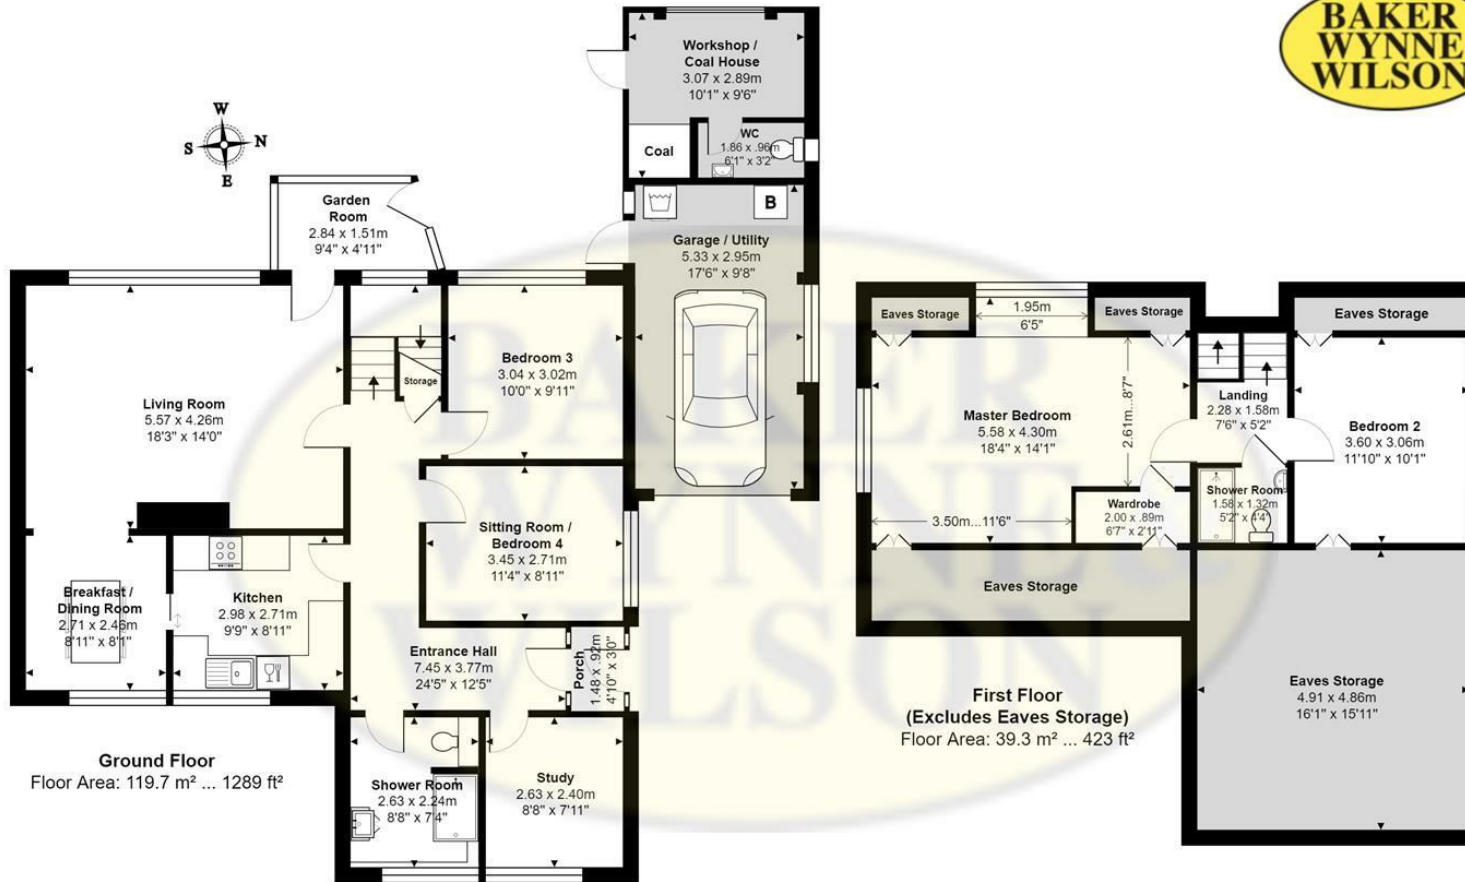 BAKER
WYNNE
WILSON
Workshop /
Coal House
3.07 x 2.89m
10'1" x 9'6"
WC
1.86 x .96m
6'1" x 3'2"
Coal
W
S N
E
Garden
Room
2.84 x 1.51m
9'4" x 4'11"
B
Garage / Utility
5.33 x 2.95m
17'6" x 9'8"
Living Room
5.57 x 4.26m
18'3" x 14'0"
Storage
Bedroom 3
3.04 x 3.02m
10'0" x 9'11"
Sitting Room /
Bedroom 4
3.45 x 2.71m
11'4" x 8'11"
Breakfast /
Dining Room
2.71 x 2.46m
8'11" x 8'1"
Kitchen
2.98 x 2.71m
9'9" x 8'11"
Entrance Hall
7.45 x 3.77m
24'5" x 12'5"
Porch
1.48 x .92m
4'10" x 3'0"
Shower Room
2.63 x 2.24m
8'8" x 7'4"
Study
2.63 x 2.40m
8'8" x 7'11"
Ground Floor
Floor Area: 119.7 m² ... 1289 ft²
Eaves Storage
1.95m
6'5"
Eaves Storage
Eaves Storage
Master Bedroom
5.58 x 4.30m
18'4" x 14'1"
2.61m...8'7"
Landing
2.28 x 1.58m
7'6" x 5'2"
Bedroom 2
3.60 x 3.06m
11'10" x 10'1"
3.50m...11'6"
Wardrobe
2.00 x .89m
6'7" x 2'11"
Shower Room
1.58 x 1.32m
5'2" x 4'4"
Eaves Storage
Eaves Storage
4.91 x 4.86m
16'1" x 15'11"
First Floor
(Excludes Eaves Storage)
Floor Area: 39.3 m² ... 423 ft²
BAKER
WYNNE &
WILSON